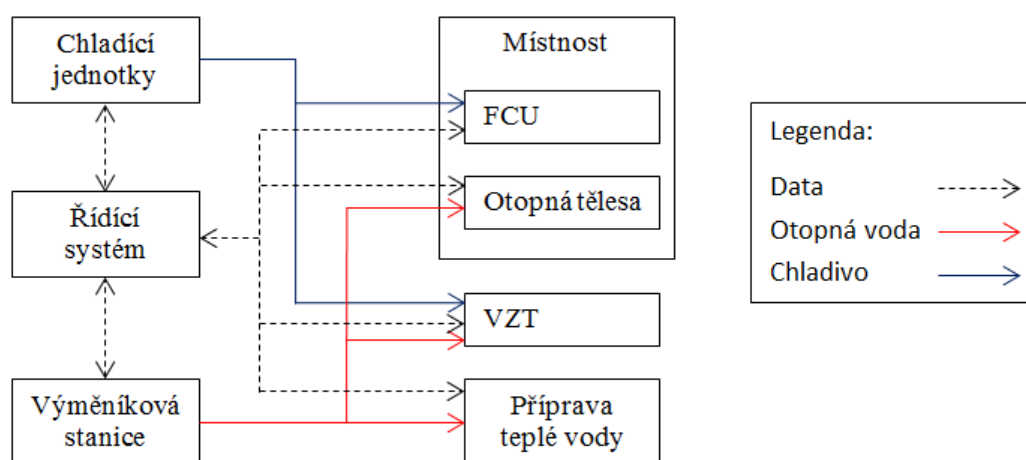 Chladící
jednotky
Řídící
systém
Výměníková
stanice
Místnost
FCU
Otopná tělesa
VZT
Příprava
teplé vody
Legenda:
Data
Otopná voda
Chladivo